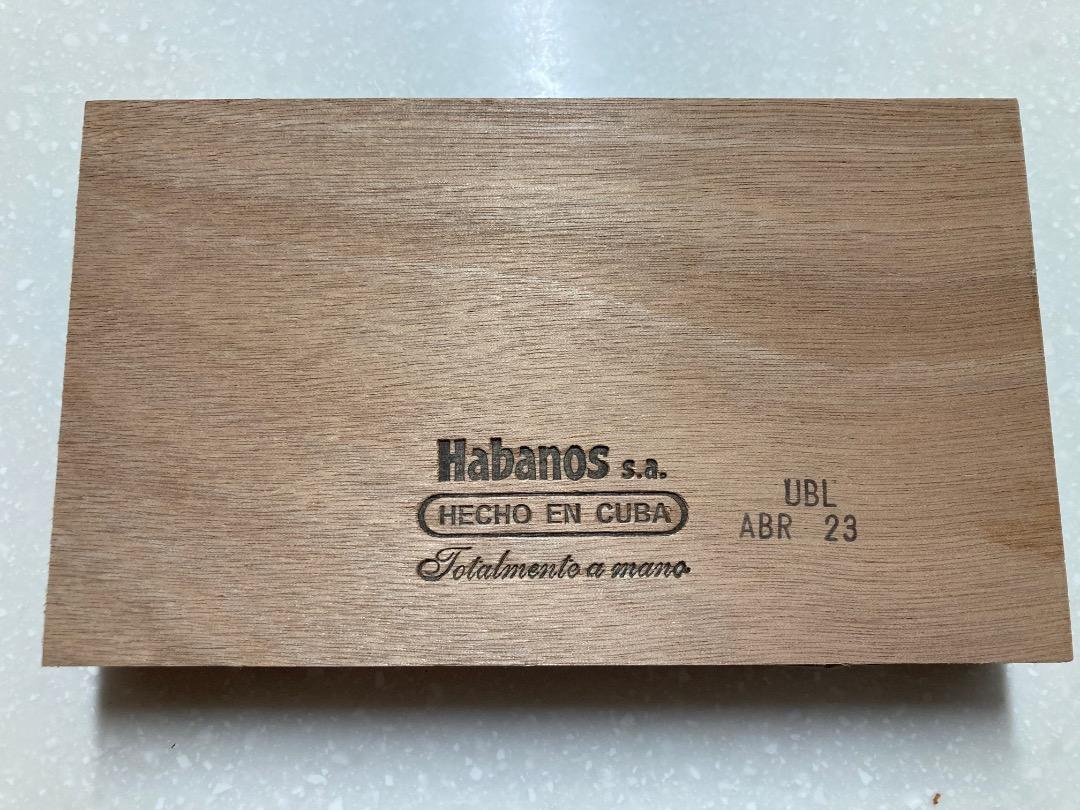 Habanos s.a.
HECHO EN CUBA
Totalmente a mano
UBL
ABR 23